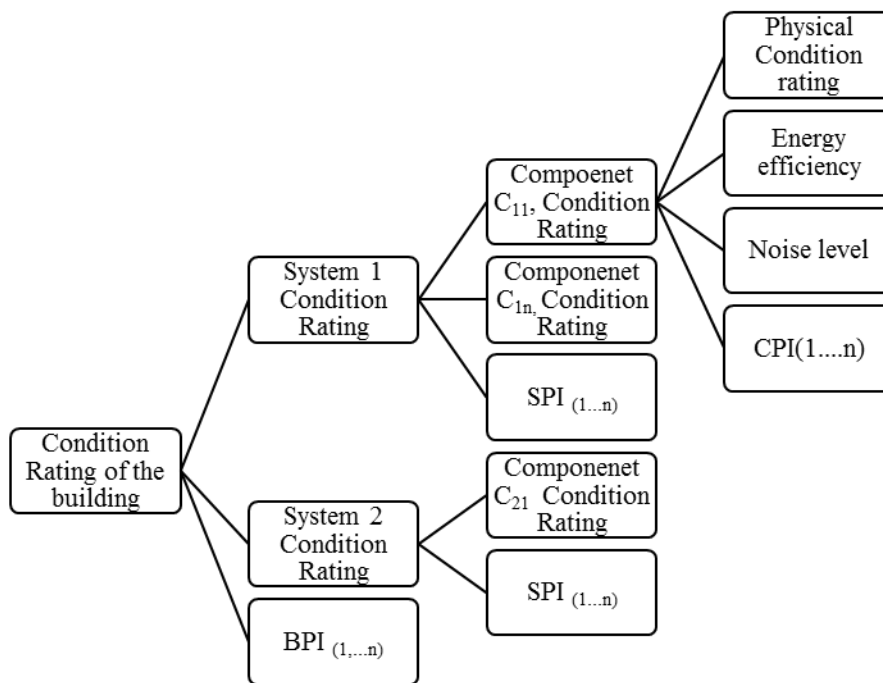 Physical
Condition
rating
Energy
efficiency
Compoenet
C₁₁, Condition
Rating
Noise level
System 1
Condition
Rating
Componenet
C₁ₙ, Condition
Rating
CPI(1....n)
SPI (1...n)
Condition
Rating of the
building
Componenet
C₂₁ Condition
Rating
System 2
Condition
Rating
SPI (1...n)
BPI (1,...n)